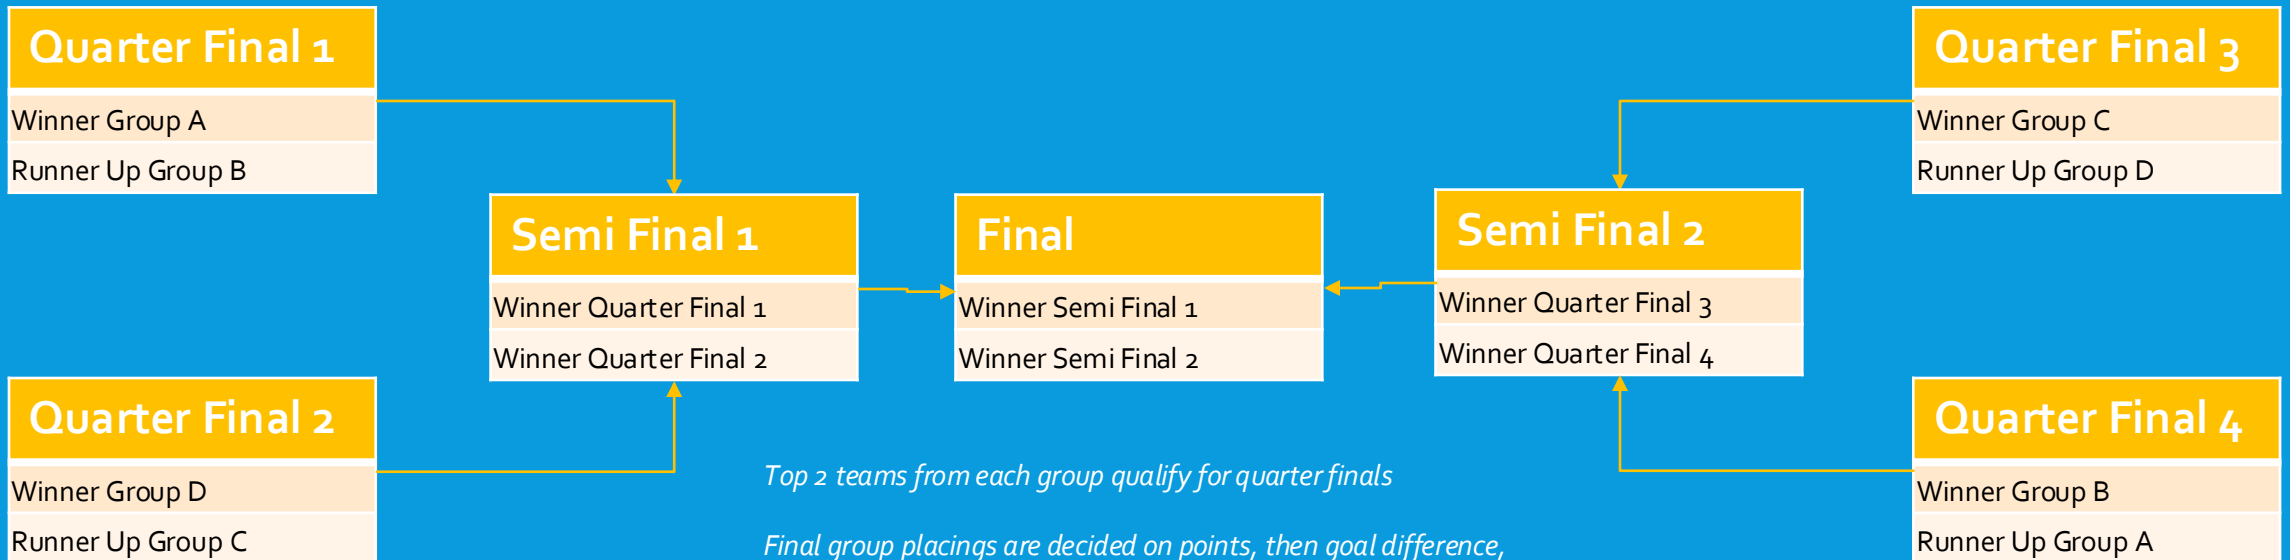 Quarter Final 1
Winner Group A
Runner Up Group B
Quarter Final 2
Winner Group D
Runner Up Group C
Semi Final 1
Winner Quarter Final 1
Winner Quarter Final 2
Final
Winner Semi Final 1
Winner Semi Final 2
Semi Final 2
Winner Quarter Final 3
Winner Quarter Final 4
Quarter Final 3
Winner Group C
Runner Up Group D
Quarter Final 4
Winner Group B
Runner Up Group A
Top 2 teams from each group qualify for quarter finals
Final group placings are decided on points, then goal difference,